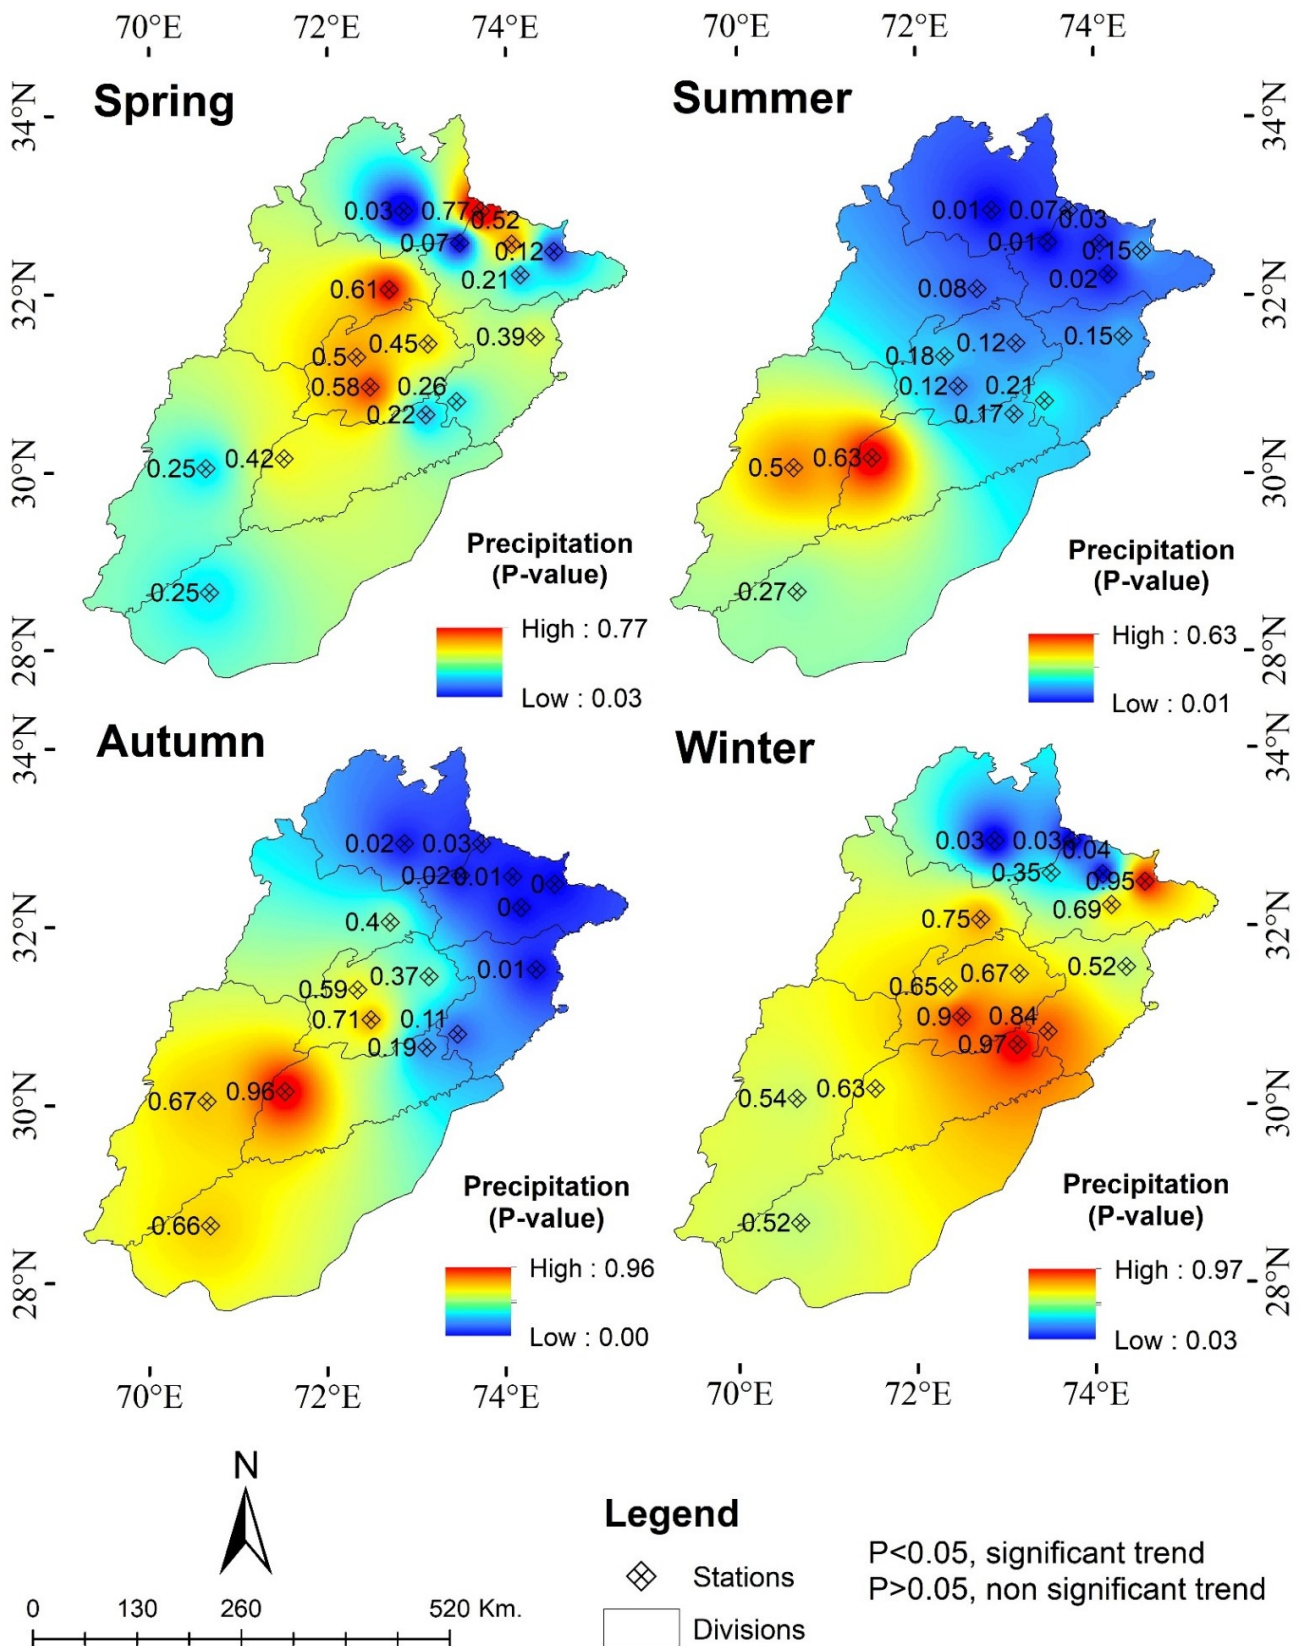 70°E 72°E 74°E 70°E 72°E 74°E
Spring
Summer
34°N
34°N
0.03 0.77
0.52
0.07
0.12
0.21
0.01 0.07
0.03
0.01
0.15
0.02
32°N
32°N
0.61
0.45
0.39
0.5
0.58 0.26
0.22
0.08
0.12
0.15
0.18
0.12 0.21
0.17
30°N
30°N
0.25
0.42
0.5
0.63
0.25
0.27
28°N
28°N
Precipitation
(P-value)
High : 0.77
Low : 0.03
Precipitation
(P-value)
High : 0.63
Low : 0.01
Autumn
Winter
34°N
34°N
0.02 0.03
0.02 0.01
0
0
0.03 0.03
0.04
0.35
0.95
0.69
32°N
32°N
0.4
0.37
0.01
0.59
0.71 0.11
0.19
0.75
0.67
0.52
0.65
0.9 0.84
0.97
30°N
30°N
0.67
0.96
0.54
0.63
0.66
0.52
28°N
28°N
Precipitation
(P-value)
High : 0.96
Low : 0.00
Precipitation
(P-value)
High : 0.97
Low : 0.03
70°E 72°E 74°E 70°E 72°E 74°E
N
0 130 260 520 Km.
Legend
Stations
Divisions
P<0.05, significant trend
P>0.05, non significant trend